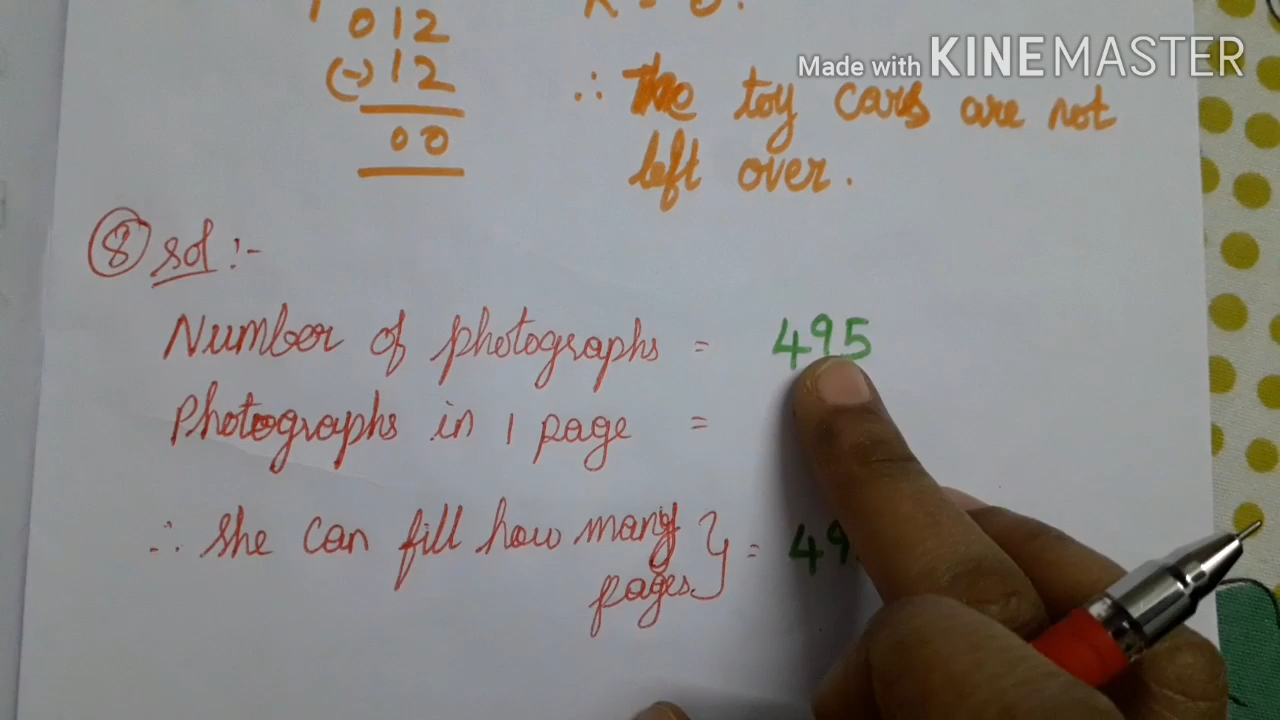 012
Made with KINEMASTER
(-) 12
00
∴ The toy cars are not
left over.
8 sol :-
Number of photographs = 495
Photographs in 1 page =
∴ She can fill how many } = 49
pages